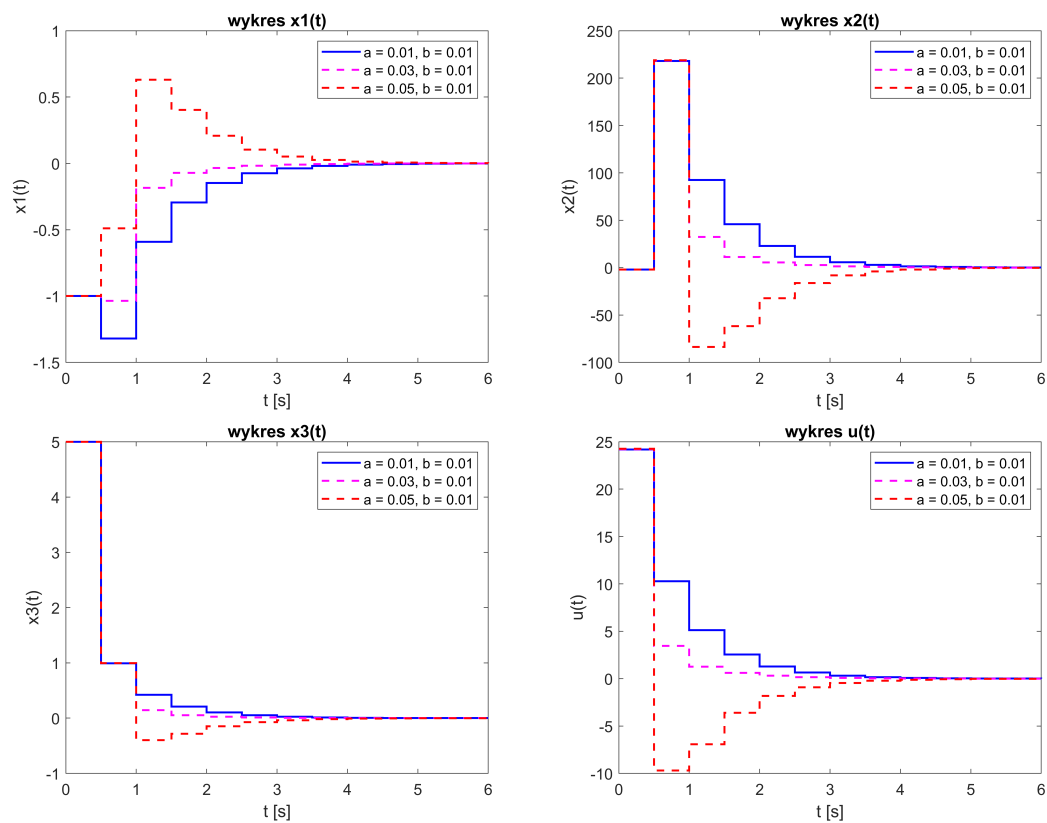 wykres x1(t)
1
0.5
0
-0.5
-1
-1.5
x1(t)
a = 0.01, b = 0.01
a = 0.03, b = 0.01
a = 0.05, b = 0.01
0 1 2 3 4 5 6
t [s]
wykres x2(t)
250
200
150
100
50
0
-50
-100
x2(t)
a = 0.01, b = 0.01
a = 0.03, b = 0.01
a = 0.05, b = 0.01
0 1 2 3 4 5 6
t [s]
wykres x3(t)
5
4
3
2
1
0
-1
x3(t)
a = 0.01, b = 0.01
a = 0.03, b = 0.01
a = 0.05, b = 0.01
0 1 2 3 4 5 6
t [s]
wykres u(t)
25
20
15
10
5
0
-5
-10
u(t)
a = 0.01, b = 0.01
a = 0.03, b = 0.01
a = 0.05, b = 0.01
0 1 2 3 4 5 6
t [s]